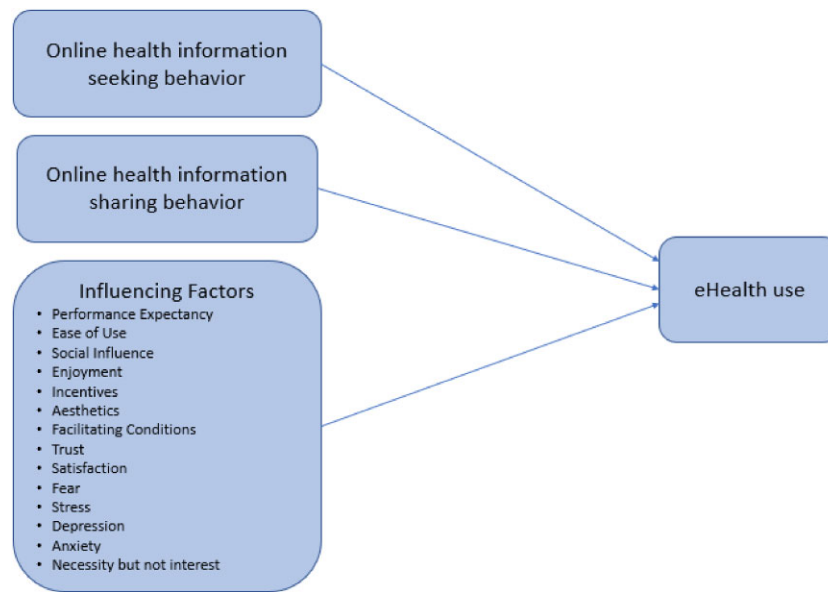 Online health information
seeking behavior
Online health information
sharing behavior
Influencing Factors
• Performance Expectancy
• Ease of Use
• Social Influence
• Enjoyment
• Incentives
• Aesthetics
• Facilitating Conditions
• Trust
• Satisfaction
• Fear
• Stress
• Depression
• Anxiety
• Necessity but not interest
eHealth use